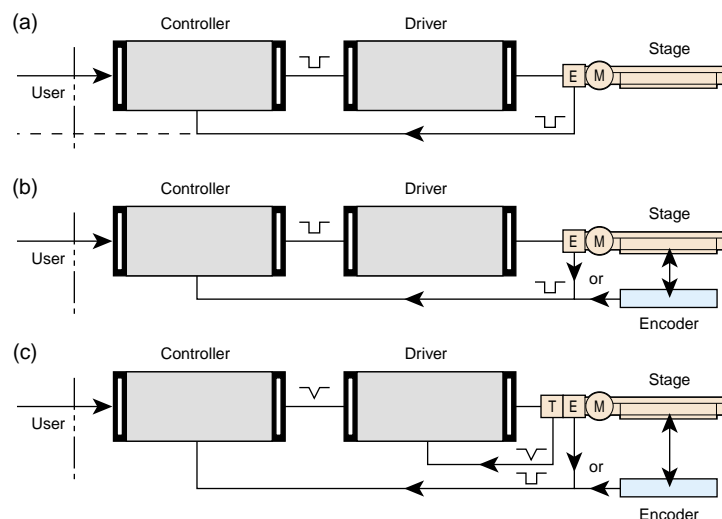 (a)
Controller
Driver
Stage
E M
User
(b)
Controller
Driver
Stage
E M
User
or
Encoder
(c)
Controller
Driver
Stage
T E M
User
or
Encoder